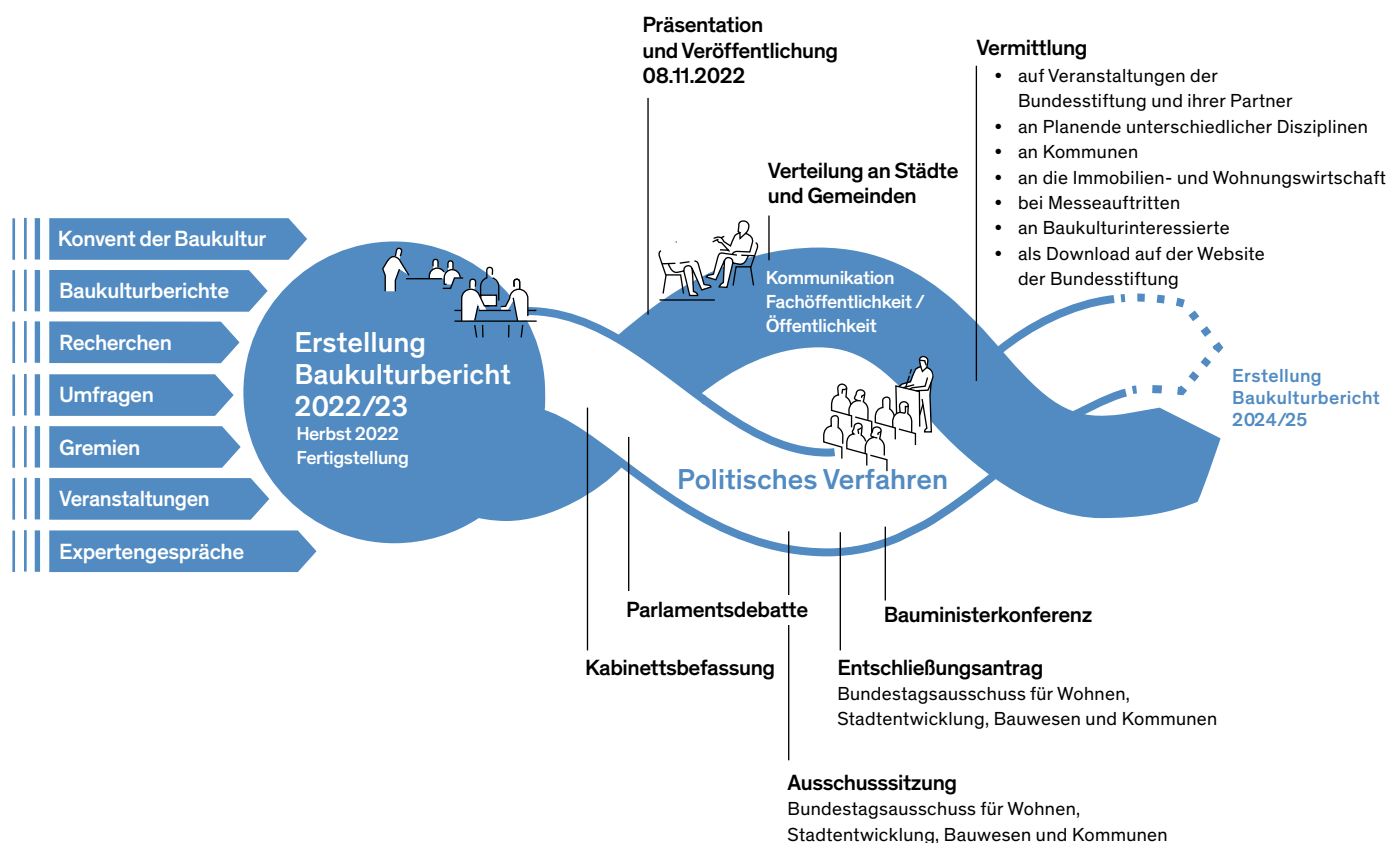 Präsentation
und Veröffentlichung
08.11.2022
Vermittlung
• auf Veranstaltungen der
Bundesstiftung und ihrer Partner
• an Planende unterschiedlicher Disziplinen
• an Kommunen
• an die Immobilien- und Wohnungswirtschaft
• bei Messeauftritten
• an Baukulturinteressierte
• als Download auf der Website
der Bundesstiftung
Verteilung an Städte
und Gemeinden
Konvent der Baukultur
Baukulturberichte
Recherchen
Umfragen
Gremien
Veranstaltungen
Expertengespräche
Erstellung
Baukulturbericht
2022/23
Herbst 2022
Fertigstellung
Kommunikation
Fachöffentlichkeit /
Öffentlichkeit
Politisches Verfahren
Erstellung
Baukulturbericht
2024/25
Parlamentsdebatte
Bauministerkonferenz
Kabinettsbefassung
Entschließungsantrag
Bundestagsausschuss für Wohnen,
Stadtentwicklung, Bauwesen und Kommunen
Ausschusssitzung
Bundestagsausschuss für Wohnen,
Stadtentwicklung, Bauwesen und Kommunen